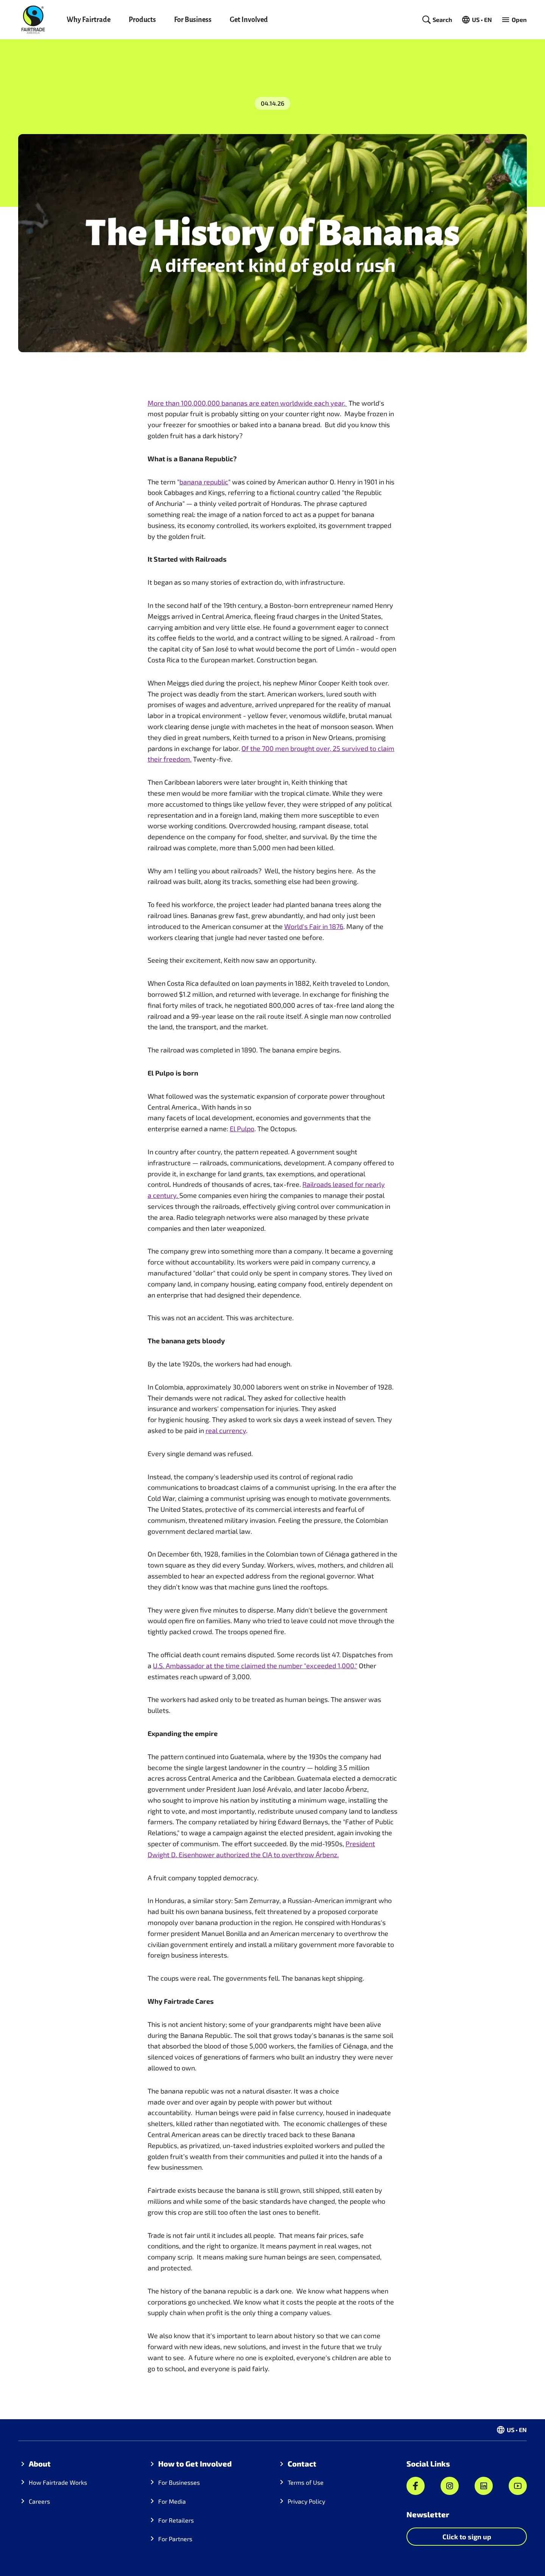 FAIRTRADE
AMERICA
Why Fairtrade
Products
For Business
Get Involved
Search
US • EN
Open
04.14.26
The History of Bananas
A different kind of gold rush
More than 100,000,000 bananas are eaten worldwide each year.  The world's
most popular fruit is probably sitting on your counter right now.  Maybe frozen in
your freezer for smoothies or baked into a banana bread.  But did you know this
golden fruit has a dark history?
What is a Banana Republic?
The term "banana republic" was coined by American author O. Henry in 1901 in his
book Cabbages and Kings, referring to a fictional country called "the Republic
of Anchuria" — a thinly veiled portrait of Honduras. The phrase captured
something real: the image of a nation forced to act as a puppet for banana
business, its economy controlled, its workers exploited, its government trapped
by the golden fruit.
It Started with Railroads
It began as so many stories of extraction do, with infrastructure.
In the second half of the 19th century, a Boston-born entrepreneur named Henry
Meiggs arrived in Central America, fleeing fraud charges in the United States,
carrying ambition and very little else. He found a government eager to connect
its coffee fields to the world, and a contract willing to be signed. A railroad - from
the capital city of San José to what would become the port of Limón - would open
Costa Rica to the European market. Construction began.
When Meiggs died during the project, his nephew Minor Cooper Keith took over.
The project was deadly from the start. American workers, lured south with
promises of wages and adventure, arrived unprepared for the reality of manual
labor in a tropical environment - yellow fever, venomous wildlife, brutal manual
work clearing dense jungle with machetes in the heat of monsoon season. When
they died in great numbers, Keith turned to a prison in New Orleans, promising
pardons in exchange for labor. Of the 700 men brought over, 25 survived to claim
their freedom. Twenty-five.
Then Caribbean laborers were later brought in, Keith thinking that
these men would be more familiar with the tropical climate. While they were
more accustomed to things like yellow fever, they were stripped of any political
representation and in a foreign land, making them more susceptible to even
worse working conditions. Overcrowded housing, rampant disease, total
dependence on the company for food, shelter, and survival. By the time the
railroad was complete, more than 5,000 men had been killed.
Why am I telling you about railroads?  Well, the history begins here.  As the
railroad was built, along its tracks, something else had been growing.
To feed his workforce, the project leader had planted banana trees along the
railroad lines. Bananas grew fast, grew abundantly, and had only just been
introduced to the American consumer at the World's Fair in 1876. Many of the
workers clearing that jungle had never tasted one before.
Seeing their excitement, Keith now saw an opportunity.
When Costa Rica defaulted on loan payments in 1882, Keith traveled to London,
borrowed $1.2 million, and returned with leverage. In exchange for finishing the
final forty miles of track, he negotiated 800,000 acres of tax-free land along the
railroad and a 99-year lease on the rail route itself. A single man now controlled
the land, the transport, and the market.
The railroad was completed in 1890. The banana empire begins.
El Pulpo is born
What followed was the systematic expansion of corporate power throughout
Central America., With hands in so
many facets of local development, economies and governments that the
enterprise earned a name: El Pulpo. The Octopus.
In country after country, the pattern repeated. A government sought
infrastructure — railroads, communications, development. A company offered to
provide it, in exchange for land grants, tax exemptions, and operational
control. Hundreds of thousands of acres, tax-free. Railroads leased for nearly
a century. Some companies even hiring the companies to manage their postal
services through the railroads, effectively giving control over communication in
the area. Radio telegraph networks were also managed by these private
companies and then later weaponized.
The company grew into something more than a company. It became a governing
force without accountability. Its workers were paid in company currency, a
manufactured "dollar" that could only be spent in company stores. They lived on
company land, in company housing, eating company food, entirely dependent on
an enterprise that had designed their dependence.
This was not an accident. This was architecture.
The banana gets bloody
By the late 1920s, the workers had had enough.
In Colombia, approximately 30,000 laborers went on strike in November of 1928.
Their demands were not radical. They asked for collective health
insurance and workers' compensation for injuries. They asked
for hygienic housing. They asked to work six days a week instead of seven. They
asked to be paid in real currency.
Every single demand was refused.
Instead, the company's leadership used its control of regional radio
communications to broadcast claims of a communist uprising. In the era after the
Cold War, claiming a communist uprising was enough to motivate governments.
The United States, protective of its commercial interests and fearful of
communism, threatened military invasion. Feeling the pressure, the Colombian
government declared martial law.
On December 6th, 1928, families in the Colombian town of Ciénaga gathered in the
town square as they did every Sunday. Workers, wives, mothers, and children all
assembled to hear an expected address from the regional governor. What
they didn't know was that machine guns lined the rooftops.
They were given five minutes to disperse. Many didn't believe the government
would open fire on families. Many who tried to leave could not move through the
tightly packed crowd. The troops opened fire.
The official death count remains disputed. Some records list 47. Dispatches from
a U.S. Ambassador at the time claimed the number "exceeded 1,000." Other
estimates reach upward of 3,000.
The workers had asked only to be treated as human beings. The answer was
bullets.
Expanding the empire
The pattern continued into Guatemala, where by the 1930s the company had
become the single largest landowner in the country — holding 3.5 million
acres across Central America and the Caribbean. Guatemala elected a democratic
government under President Juan José Arévalo, and later Jacobo Árbenz,
who sought to improve his nation by instituting a minimum wage, installing the
right to vote, and most importantly, redistribute unused company land to landless
farmers. The company retaliated by hiring Edward Bernays, the "Father of Public
Relations," to wage a campaign against the elected president, again invoking the
specter of communism. The effort succeeded. By the mid-1950s, President
Dwight D. Eisenhower authorized the CIA to overthrow Árbenz.
A fruit company toppled democracy.
In Honduras, a similar story: Sam Zemurray, a Russian-American immigrant who
had built his own banana business, felt threatened by a proposed corporate
monopoly over banana production in the region. He conspired with Honduras's
former president Manuel Bonilla and an American mercenary to overthrow the
civilian government entirely and install a military government more favorable to
foreign business interests.
The coups were real. The governments fell. The bananas kept shipping.
Why Fairtrade Cares
This is not ancient history; some of your grandparents might have been alive
during the Banana Republic. The soil that grows today's bananas is the same soil
that absorbed the blood of those 5,000 workers, the families of Ciénaga, and the
silenced voices of generations of farmers who built an industry they were never
allowed to own.
The banana republic was not a natural disaster. It was a choice
made over and over again by people with power but without
accountability.  Human beings were paid in false currency, housed in inadequate
shelters, killed rather than negotiated with.  The economic challenges of these
Central American areas can be directly traced back to these Banana
Republics, as privatized, un-taxed industries exploited workers and pulled the
golden fruit's wealth from their communities and pulled it into the hands of a
few businessmen.
Fairtrade exists because the banana is still grown, still shipped, still eaten by
millions and while some of the basic standards have changed, the people who
grow this crop are still too often the last ones to benefit.
Trade is not fair until it includes all people.  That means fair prices, safe
conditions, and the right to organize. It means payment in real wages, not
company scrip.  It means making sure human beings are seen, compensated,
and protected.
The history of the banana republic is a dark one.  We know what happens when
corporations go unchecked. We know what it costs the people at the roots of the
supply chain when profit is the only thing a company values.
We also know that it's important to learn about history so that we can come
forward with new ideas, new solutions, and invest in the future that we truly
want to see.  A future where no one is exploited, everyone's children are able to
go to school, and everyone is paid fairly.
US • EN
About
How Fairtrade Works
Careers
How to Get Involved
For Businesses
For Media
For Retailers
For Partners
Contact
Terms of Use
Privacy Policy
Social Links
Newsletter
Click to sign up